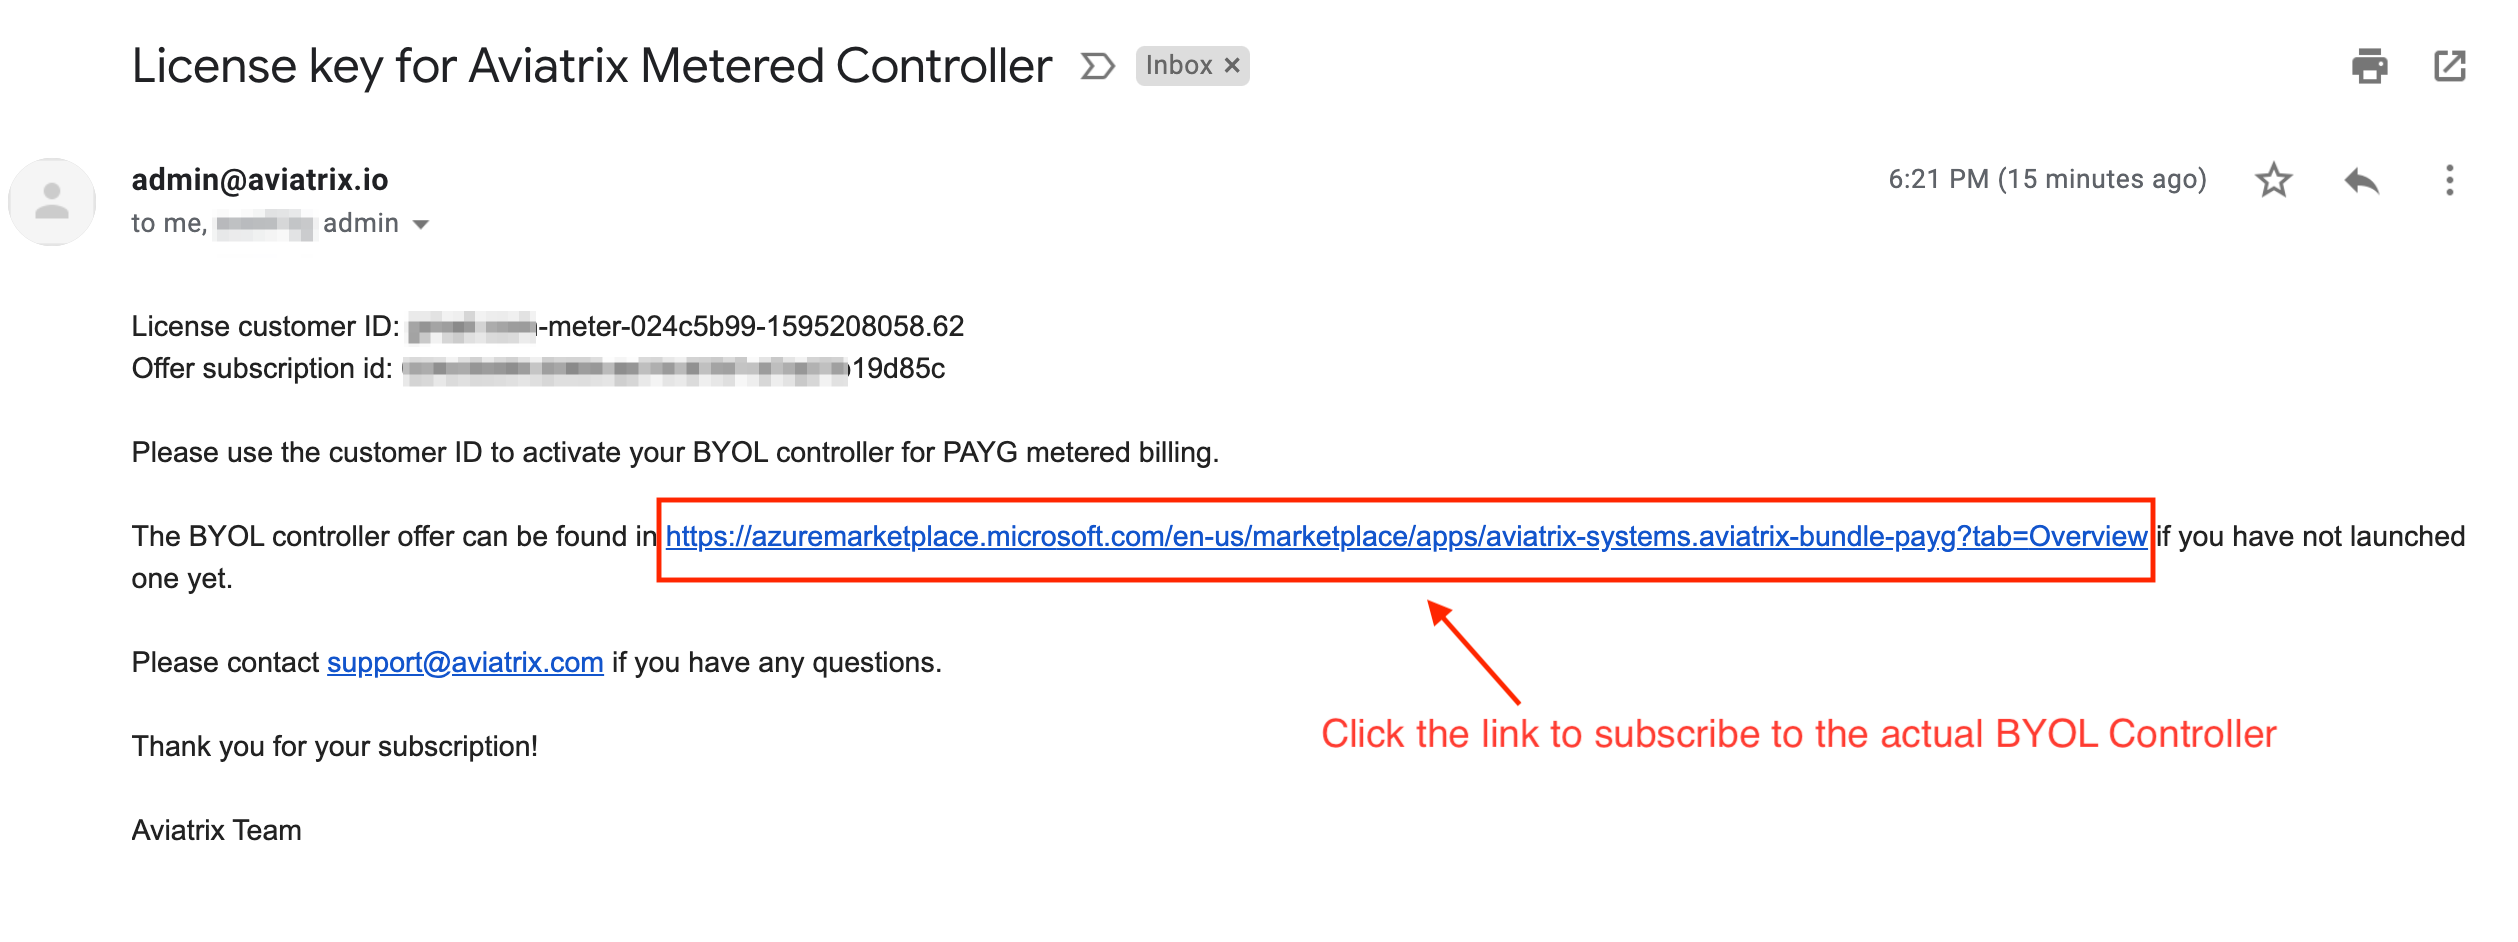 License key for Aviatrix Metered Controller Inbox ×
admin@aviatrix.io 6:21 PM (15 minutes ago)
to me, admin
License customer ID: -meter-024c5b99-1595208058.62
Offer subscription id: 19d85c
Please use the customer ID to activate your BYOL controller for PAYG metered billing.
The BYOL controller offer can be found in https://azuremarketplace.microsoft.com/en-us/marketplace/apps/aviatrix-systems.aviatrix-bundle-payg?tab=Overview if you have not launched
one yet.
Please contact support@aviatrix.com if you have any questions.
Click the link to subscribe to the actual BYOL Controller
Thank you for your subscription!
Aviatrix Team